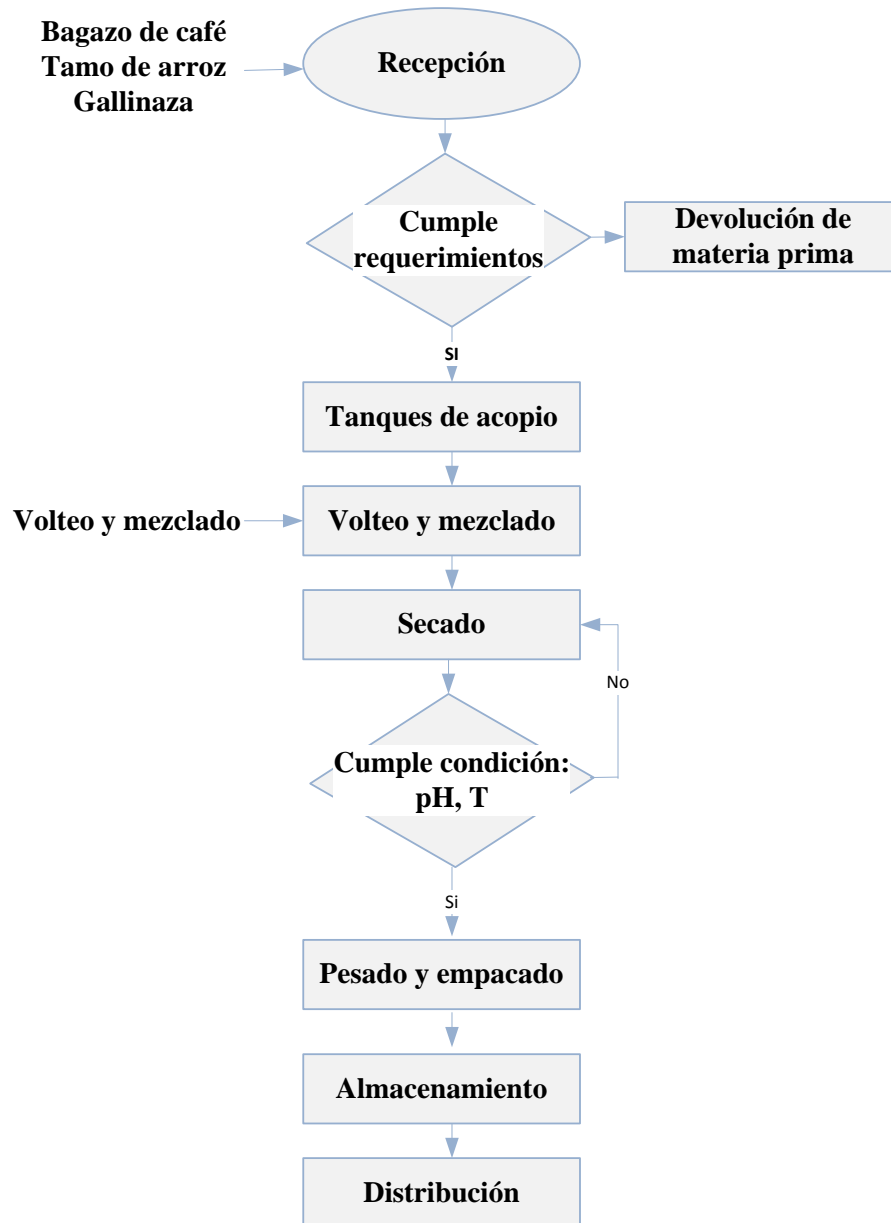 Bagazo de café
Tamo de arroz
Gallinaza
Recepción
Cumple
requerimientos
Devolución de
materia prima
SI
Tanques de acopio
Volteo y mezclado
Volteo y mezclado
Secado
No
Cumple condición:
pH, T
Si
Pesado y empacado
Almacenamiento
Distribución